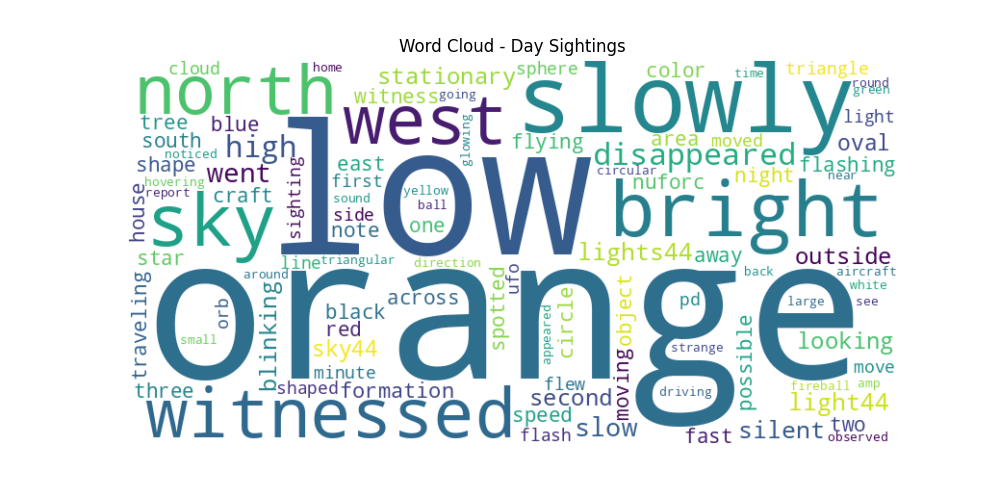 Word Cloud - Day Sightings
cloud
home
north
stationary
sphere
color
time
triangle
round
green
witness
going
west
slowly
tree
blue
light
south
high
glowing
flying
area
moved
oval
noticed
disappeared
flashing
shape
went
east
low
circular
near
hovering
report
craft
first
yellow
nuforc
night
sighting
sound
ball
bright
house
sky
side
note
one
star
line
triangular
direction
lights44
away
outside
around
ufo
back
aircraft
white
traveling
orb
blinking
black
across
spotted
circle
object
pd
large
see
orange
red
appeared
small
sky44
strange
looking
minute
possible
move
three
shaped
formation
flew
moving
driving
fireball
amp
second
light44
witnessed
speed
flash
slow
fast
silent
two
observed